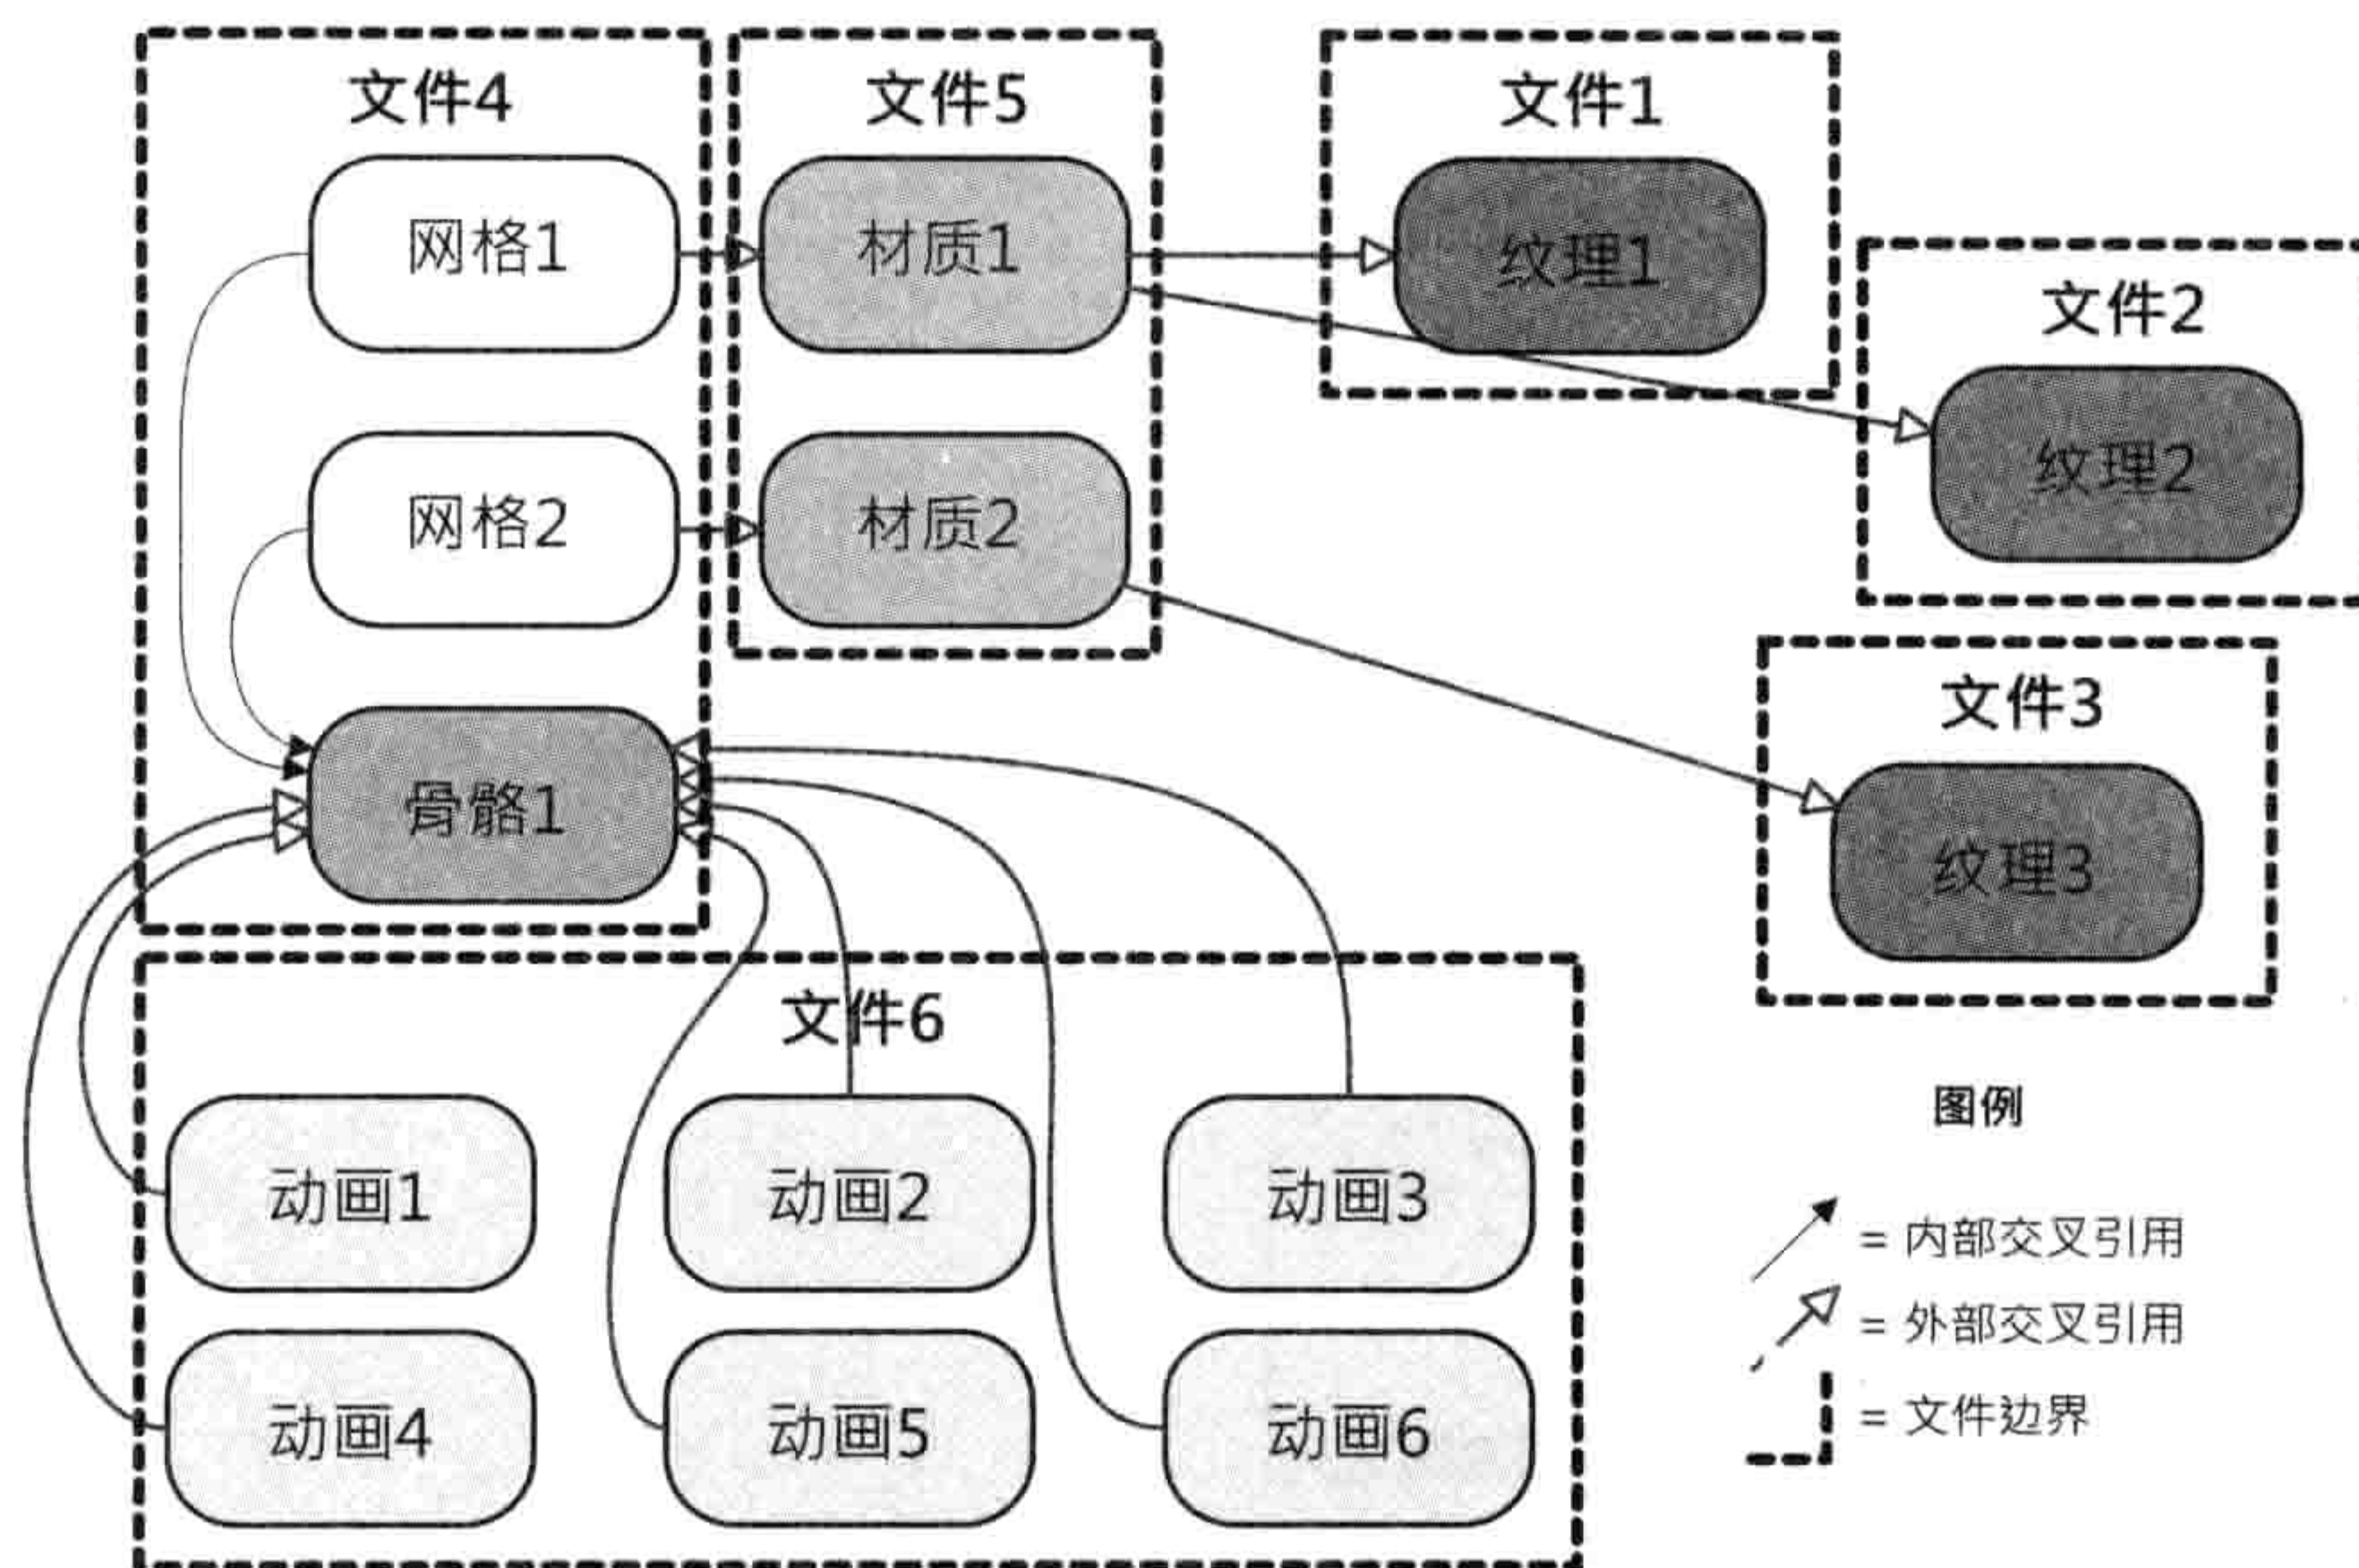 文件4
网格1
网格2
骨骼1
文件5
材质1
材质2
文件1
纹理1
文件2
纹理2
文件3
纹理3
文件6
动画1
动画2
动画3
动画4
动画5
动画6
图例
= 内部交叉引用
= 外部交叉引用
= 文件边界